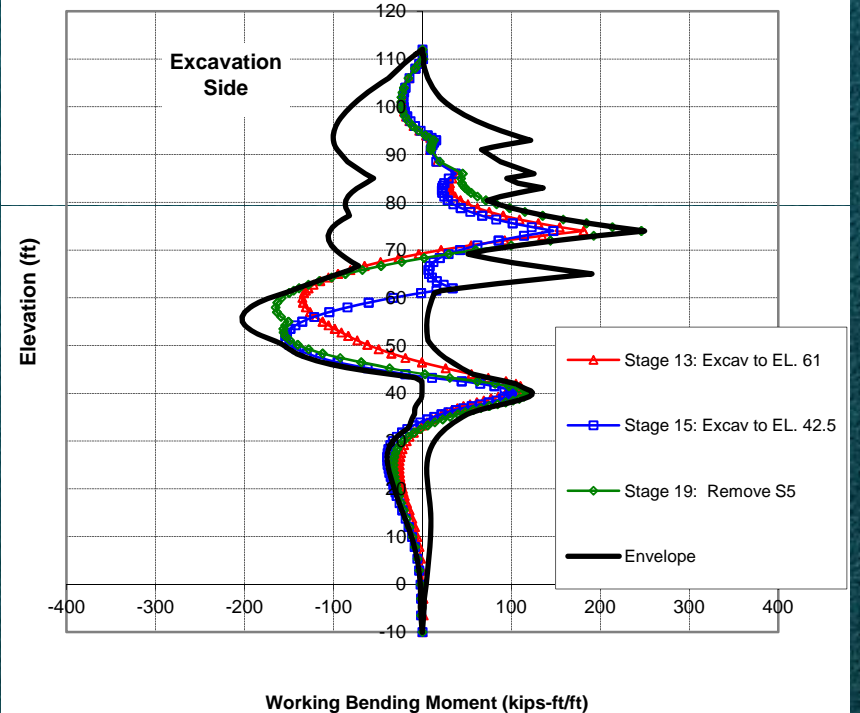 120
110
100
90
80
70
60
50
40
30
20
10
0
-10
-400
-300
-200
-100
100
200
300
400
Excavation
Side
Elevation (ft)
Stage 13: Excav to EL. 61
Stage 15: Excav to EL. 42.5
Stage 19: Remove S5
Envelope
Working Bending Moment (kips-ft/ft)